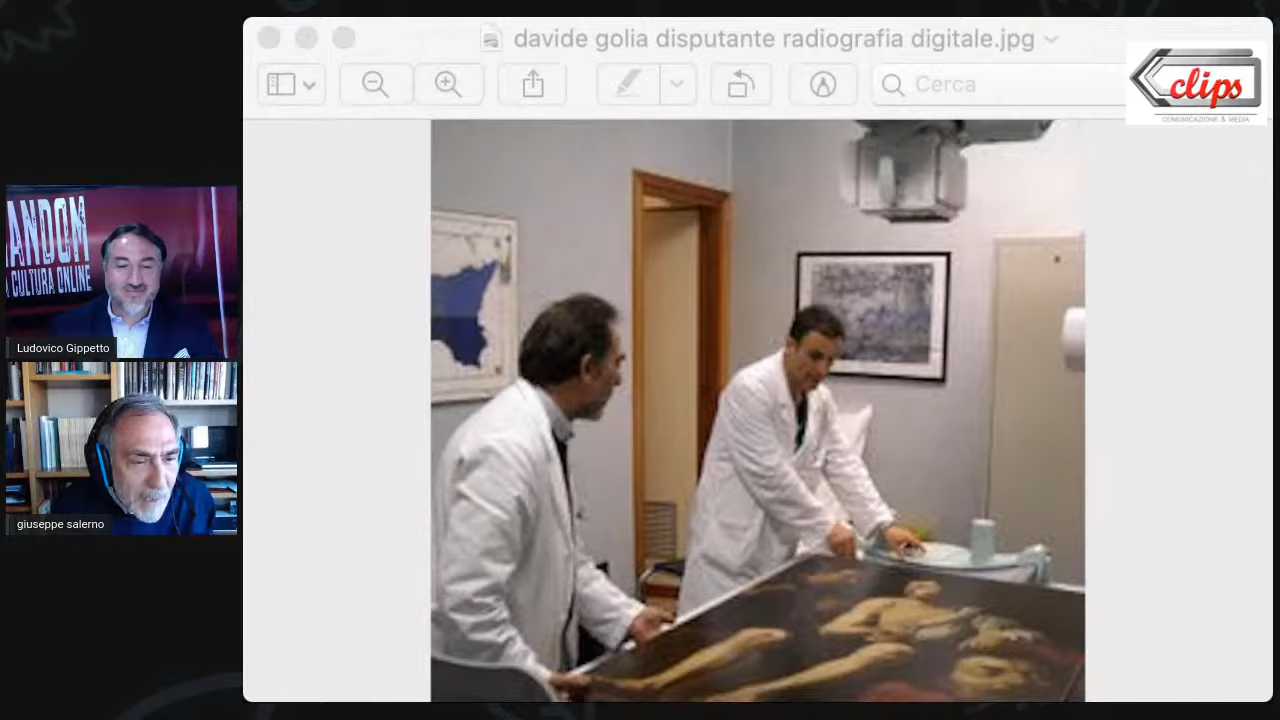 davide golia disputante radiografia digitale.jpg
Cerca
clips
COMUNICAZIONE & MEDIA
ANDOM
CULTURA ONLINE
Ludovico Gippetto
giuseppe salerno